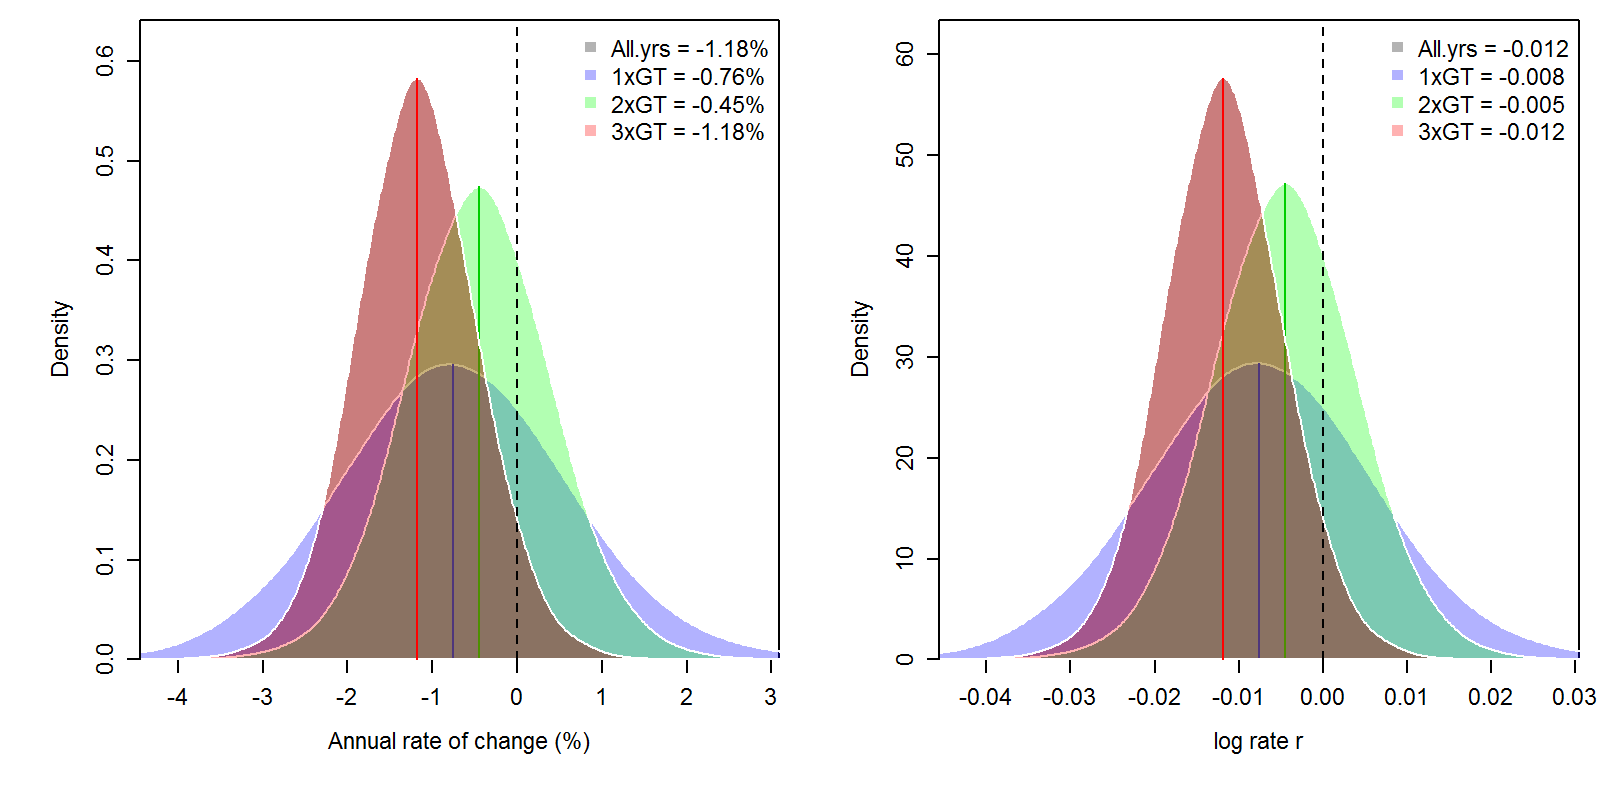 All.yrs = -1.18%
1xGT = -0.76%
2xGT = -0.45%
3xGT = -1.18%
Density
0.0 0.1 0.2 0.3 0.4 0.5 0.6
-4 -3 -2 -1 0 1 2 3
Annual rate of change (%)
All.yrs = -0.012
1xGT = -0.008
2xGT = -0.005
3xGT = -0.012
Density
0 10 20 30 40 50 60
-0.04 -0.03 -0.02 -0.01 0.00 0.01 0.02 0.03
log rate r